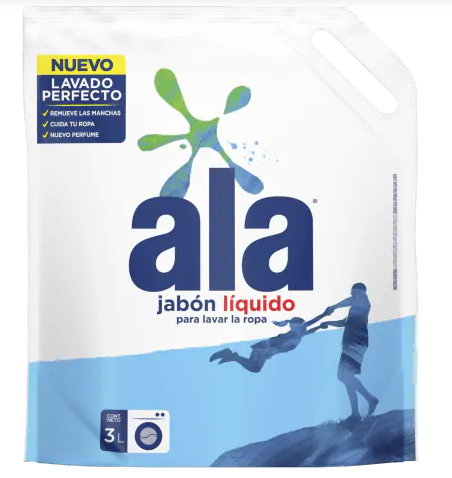 NUEVO
LAVADO
PERFECTO
✓ REMUEVE LAS MANCHAS
✓ CUIDA TU ROPA
✓ NUEVO PERFUME
ala®
jabón líquido
para lavar la ropa
CONT.
NETO
3 L